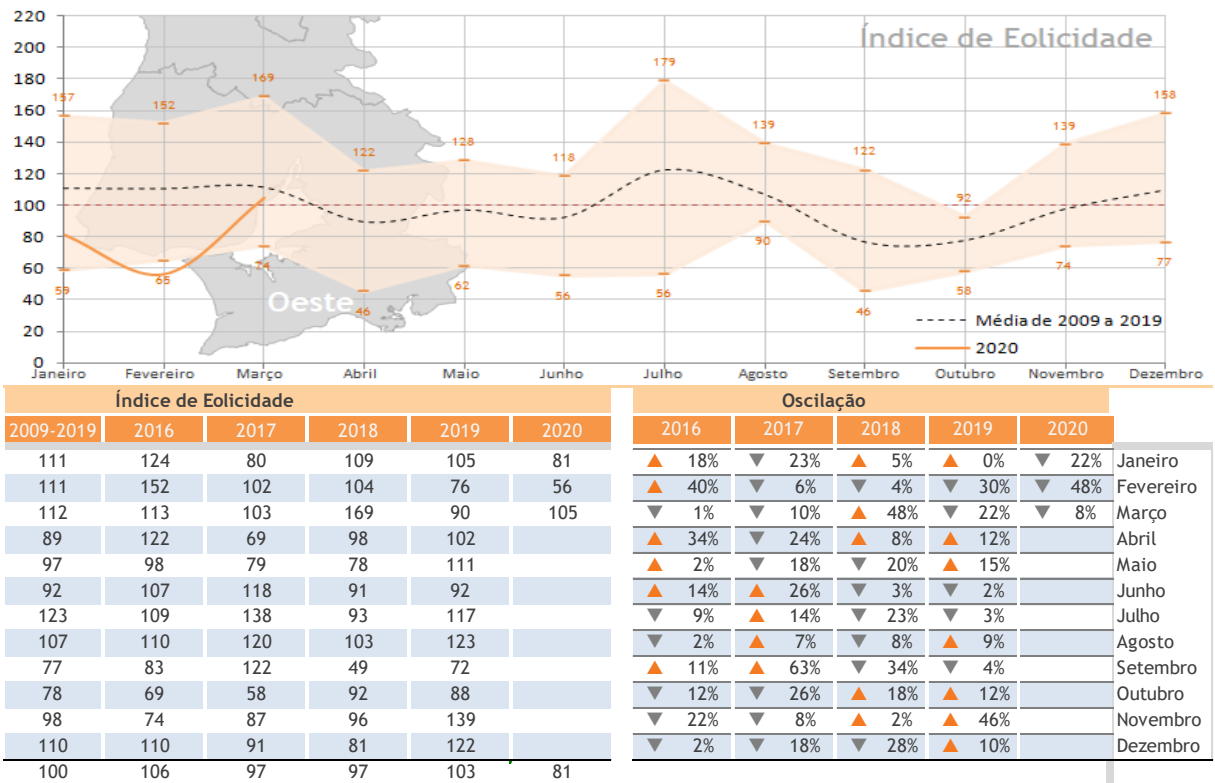 220
Índice de Eolicidade
200
179
180
169
157
152
158
160
139
139
140
128
122
118
122
120
92
100
80
90
74
65
62
74
77
60
59
56
56
58
46
46
40
Oeste
Média de 2009 a 2019
20
2020
0
Janeiro Fevereiro Março Abril Maio Junho Julho Agosto Setembro Outubro Novembro Dezembro
Índice de Eolicidade Oscilação
2009-2019 2016 2017 2018 2019 2020 2016 2017 2018 2019 2020
111 124 80 109 105 81 ▲ 18% ▼ 23% ▲ 5% ▲ 0% ▼ 22% Janeiro
111 152 102 104 76 56 ▲ 40% ▼ 6% ▼ 4% ▼ 30% ▼ 48% Fevereiro
112 113 103 169 90 105 ▼ 1% ▼ 10% ▲ 48% ▼ 22% ▼ 8% Março
89 122 69 98 102 ▲ 34% ▼ 24% ▲ 8% ▲ 12% Abril
97 98 79 78 111 ▲ 2% ▼ 18% ▼ 20% ▲ 15% Maio
92 107 118 91 92 ▲ 14% ▲ 26% ▼ 3% ▼ 2% Junho
123 109 138 93 117 ▼ 9% ▲ 14% ▼ 23% ▼ 3% Julho
107 110 120 103 123 ▼ 2% ▲ 7% ▼ 8% ▲ 9% Agosto
77 83 122 49 72 ▲ 11% ▲ 63% ▼ 34% ▼ 4% Setembro
78 69 58 92 88 ▼ 12% ▼ 26% ▲ 18% ▲ 12% Outubro
98 74 87 96 139 ▼ 22% ▼ 8% ▲ 2% ▲ 46% Novembro
110 110 91 81 122 ▼ 2% ▼ 18% ▼ 28% ▲ 10% Dezembro
100 106 97 97 103 81